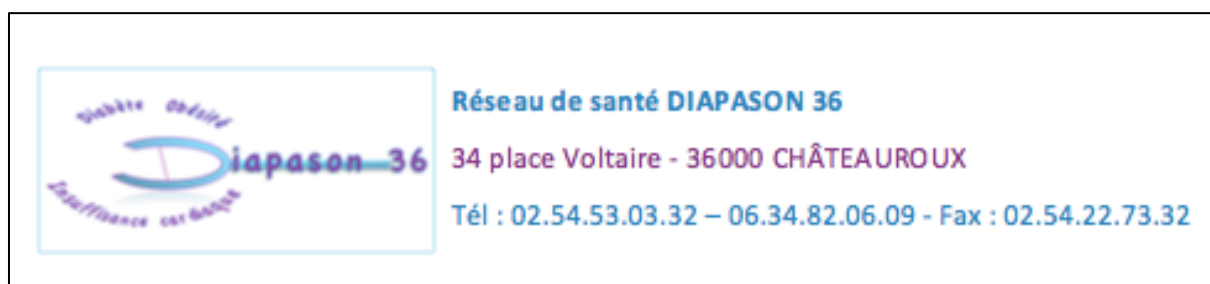 Diabète Obésité
Diapason 36
Insuffisance cardiaque
Réseau de santé DIAPASON 36
34 place Voltaire - 36000 CHÂTEAUROUX
Tél : 02.54.53.03.32 – 06.34.82.06.09 - Fax : 02.54.22.73.32